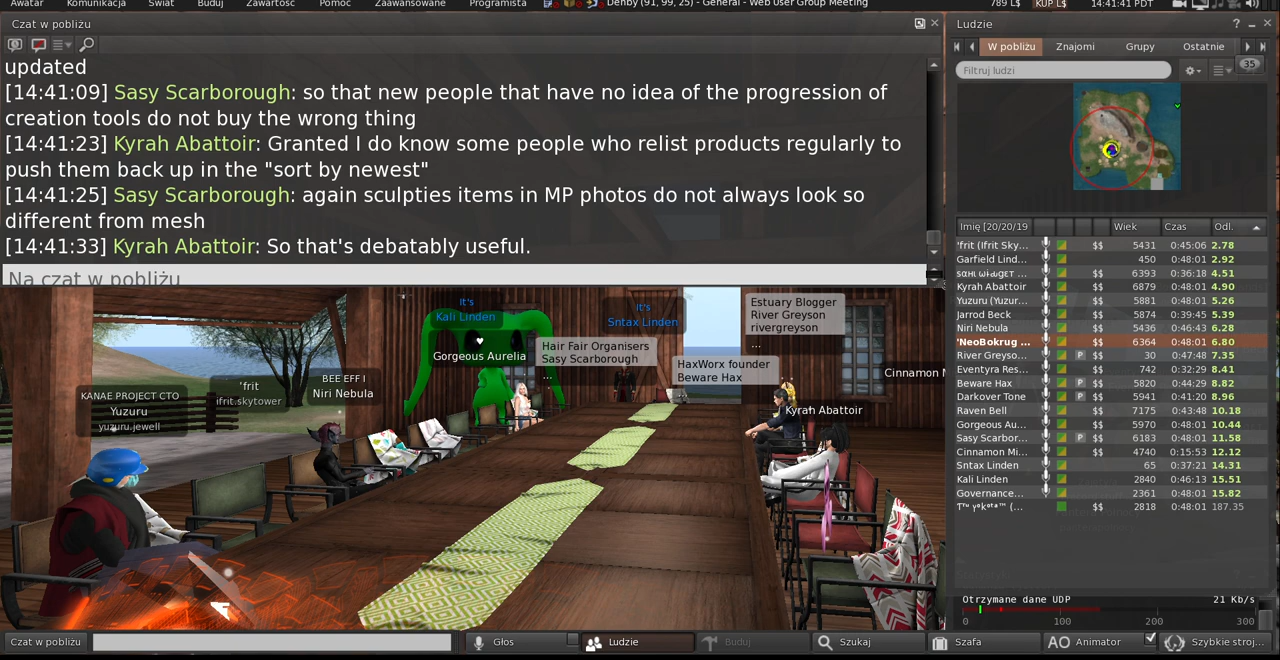 Awatar Komunikacja Świat Buduj Zawartość Pomoc Zaawansowane Programista Denby (91, 99, 25) - General - Web User Group Meeting 789 L$ KUP L$ 14:41:41 PDT
Czat w pobliżu
updated
[14:41:09] Sasy Scarborough: so that new people that have no idea of the progression of
creation tools do not buy the wrong thing
[14:41:23] Kyrah Abattoir: Granted I do know some people who relist products regularly to
push them back up in the "sort by newest"
[14:41:25] Sasy Scarborough: again sculpties items in MP photos do not always look so
different from mesh
[14:41:33] Kyrah Abattoir: So that's debatably useful.
Na czat w pobliżu
It's
Kali Linden
Gorgeous Aurelia
It's
Sntax Linden
Estuary Blogger
River Greyson
rivergreyson
...
Hair Fair Organisers
Sasy Scarborough
...
HaxWorx founder
Beware Hax
Cinnamon M
Kyrah Abattoir
KANAE PROJECT CTO
Yuzuru
yuzuru.jewell
'frit
ifrit.skytower
BEE EFF I
Niri Nebula
Ludzie
W pobliżu Znajomi Grupy Ostatnie
Filtruj ludzi
35
Imię [20/20/19 Wiek Czas Odl.
'frit (Ifrit Sky... $$ 5431 0:45:06 2.78
Garfield Lind... 450 0:48:01 2.92
$$ 6393 0:36:18 4.51
Kyrah Abattoir $$ 6879 0:48:01 4.90
Yuzuru (Yuzur... $$ 5881 0:48:01 5.26
Jarrod Beck $$ 5874 0:39:45 5.39
Niri Nebula $$ 5436 0:46:43 6.28
'NeoBokrug ... $$ 6364 0:48:01 6.80
River Greyso... P $$ 30 0:47:48 7.35
Eventyra Res... $$ 742 0:32:29 8.41
Beware Hax P $$ 5820 0:44:29 8.82
Darkover Tone P $$ 5941 0:41:20 8.96
Raven Bell $$ 7175 0:43:48 10.18
Gorgeous Au... $$ 5970 0:48:01 10.44
Sasy Scarbor... P $$ 6183 0:48:01 11.58
Cinnamon Mi... $$ 4740 0:15:53 12.12
Sntax Linden 65 0:37:21 14.31
Kali Linden 2840 0:46:13 15.51
Governance... 2361 0:48:01 15.82
$$ 2818 0:48:01 187.35
Otrzymane dane UDP 21 Kb/s
0 100 200 300
Czat w pobliżu Głos Ludzie Buduj Szukaj Szafa AO Animator Szybkie stroj...